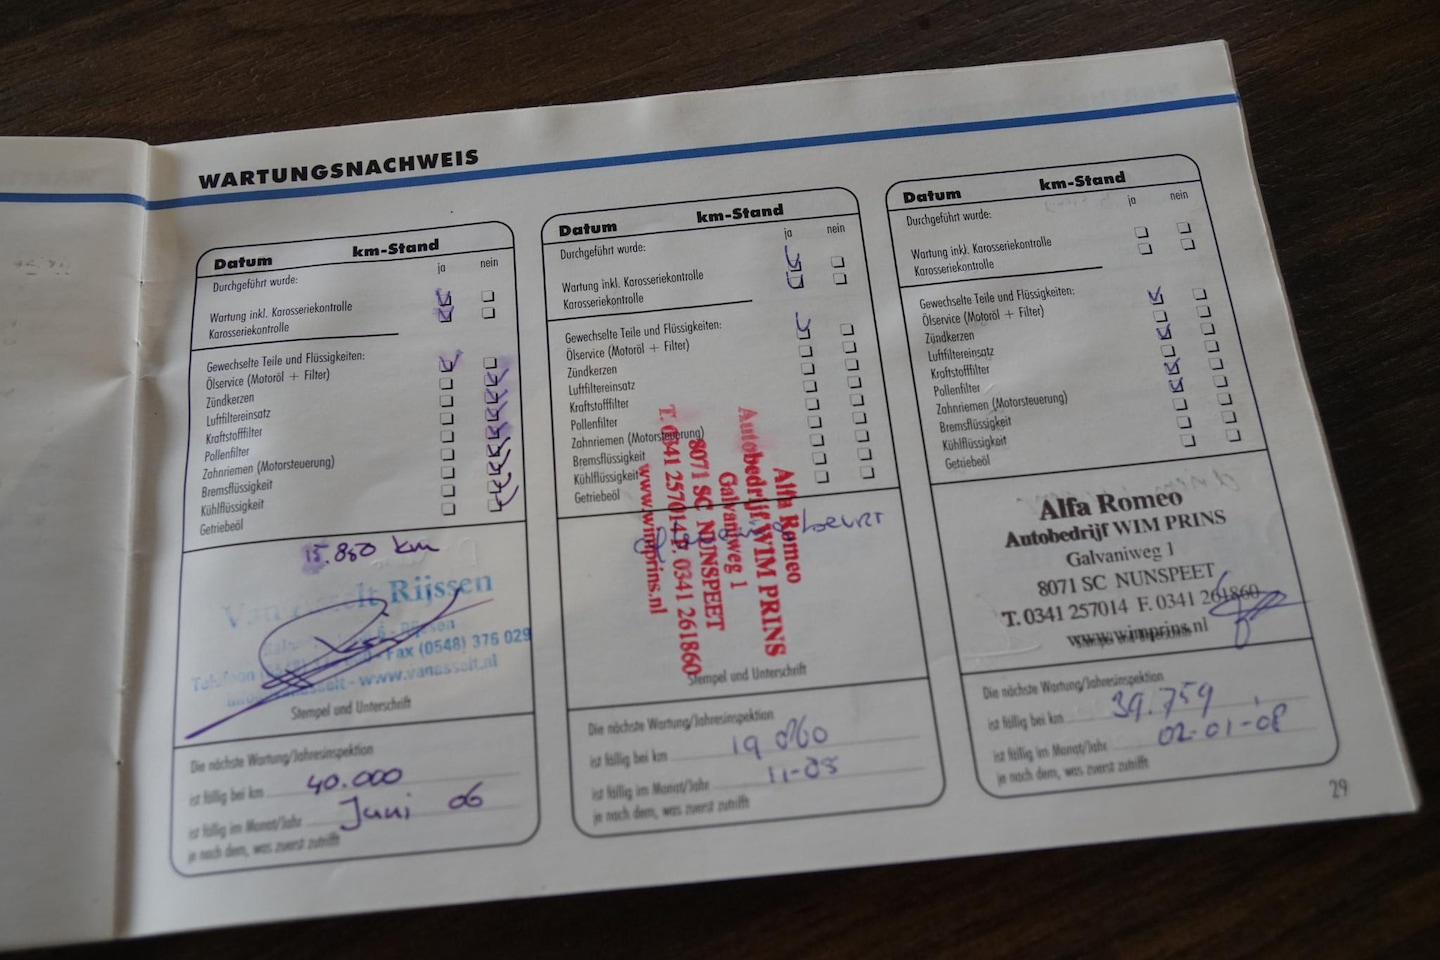 WARTUNGSNACHWEIS
Datum km-Stand
Durchgeführt wurde: ja nein
Wartung inkl. Karosseriekontrolle
Karosseriekontrolle
Gewechselte Teile und Flüssigkeiten:
Ölservice (Motoröl + Filter)
Zündkerzen
Luftfiltereinsatz
Kraftstofffilter
Pollenfilter
Zahnriemen (Motorsteuerung)
Bremsflüssigkeit
Kühlflüssigkeit
Getriebeöl
15.850 km
Van Asselt Rijssen
- Rijssen
- Fax (0548) 376 029
- www.vanasselt.nl
Stempel und Unterschrift
Die nächste Wartung/Jahresinspektion
ist fällig bei km 40.000
ist fällig im Monat/Jahr Juni 06
je nach dem, was zuerst zutrifft
Datum km-Stand
Durchgeführt wurde: ja nein
Wartung inkl. Karosseriekontrolle
Karosseriekontrolle
Gewechselte Teile und Flüssigkeiten:
Ölservice (Motoröl + Filter)
Zündkerzen
Luftfiltereinsatz
Kraftstofffilter
Pollenfilter
Zahnriemen (Motorsteuerung)
Bremsflüssigkeit
Kühlflüssigkeit
Getriebeöl
beurt
Alfa Romeo
Autobedrijf WIM PRINS
Galvaniweg 1
8071 SC NUNSPEET
T. 0341 257014 F. 0341 261860
www.wimprins.nl
Stempel und Unterschrift
Die nächste Wartung/Jahresinspektion
ist fällig bei km 19 060
ist fällig im Monat/Jahr 11-05
je nach dem, was zuerst zutrifft
Datum km-Stand
Durchgeführt wurde: ja nein
Wartung inkl. Karosseriekontrolle
Karosseriekontrolle
Gewechselte Teile und Flüssigkeiten:
Ölservice (Motoröl + Filter)
Zündkerzen
Luftfiltereinsatz
Kraftstofffilter
Pollenfilter
Zahnriemen (Motorsteuerung)
Bremsflüssigkeit
Kühlflüssigkeit
Getriebeöl
Alfa Romeo
Autobedrijf WIM PRINS
Galvaniweg 1
8071 SC NUNSPEET
T. 0341 257014 F. 0341 261860
www.wimprins.nl
Die nächste Wartung/Jahresinspektion
ist fällig bei km 39.759
ist fällig im Monat/Jahr 02-01-08
je nach dem, was zuerst zutrifft
29